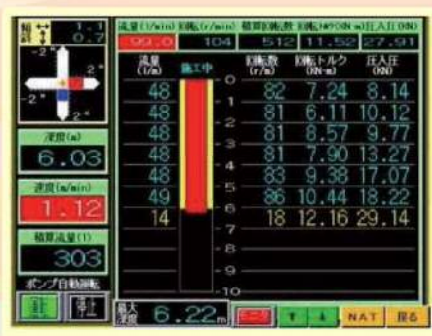 傾斜 ↔ 1.1
↕ 0.7
-2° 2°
-2° 2°
深度(m)
6.03
速度(m/min)
1.12
積算流量(l)
303
ポンプ自動運転
停止
流量(l/min) 回転(r/min) 積算回転数 回転トルク(KN-m) 圧入圧(KN)
99.0 104 512 11.52 27.91
流量(l/m) 施工中 回転数(r/m) 回転トルク(KN-m) 圧入圧(KN)
0
48 82 7.24 8.14
1
48 81 6.11 10.12
2
48 81 8.57 9.77
3
48 81 7.90 13.27
4
48 83 9.38 17.07
5
49 86 10.44 18.22
6
14 18 12.16 29.14
8
9
10
最大深度 6.22m
NAT 戻る